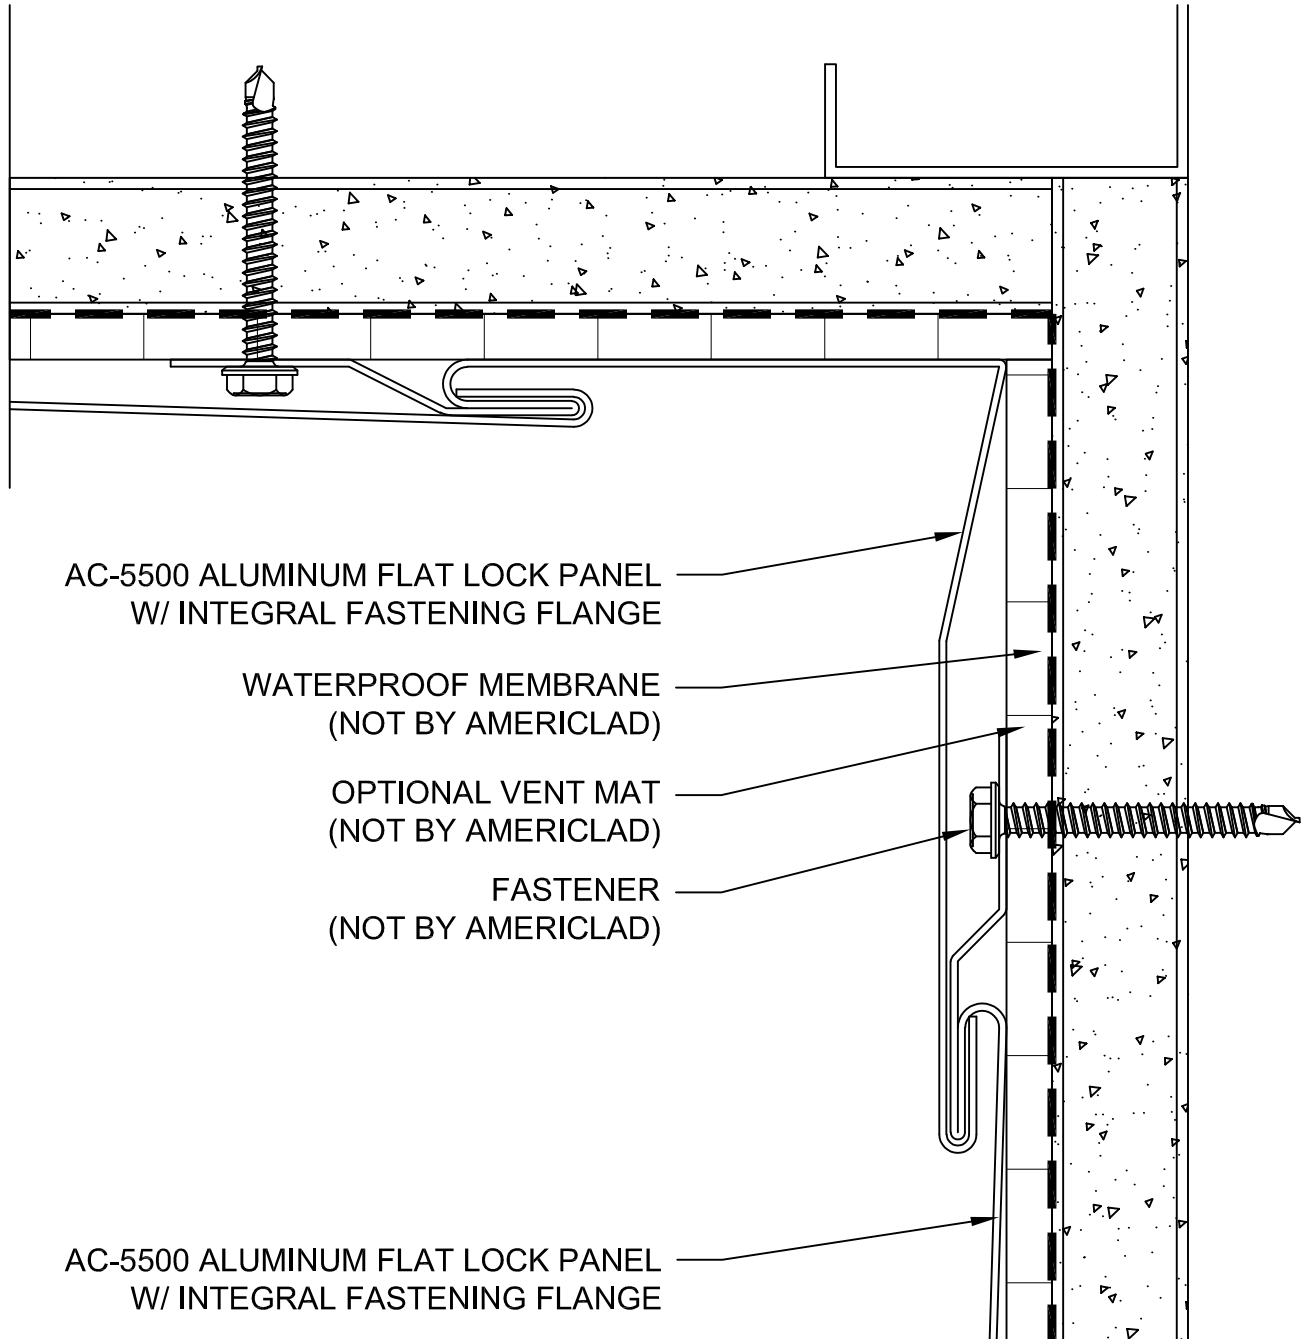 AC-5500 ALUMINUM FLAT LOCK PANEL
W/ INTEGRAL FASTENING FLANGE
WATERPROOF MEMBRANE
(NOT BY AMERICLAD)
OPTIONAL VENT MAT
(NOT BY AMERICLAD)
FASTENER
(NOT BY AMERICLAD)
AC-5500 ALUMINUM FLAT LOCK PANEL
W/ INTEGRAL FASTENING FLANGE